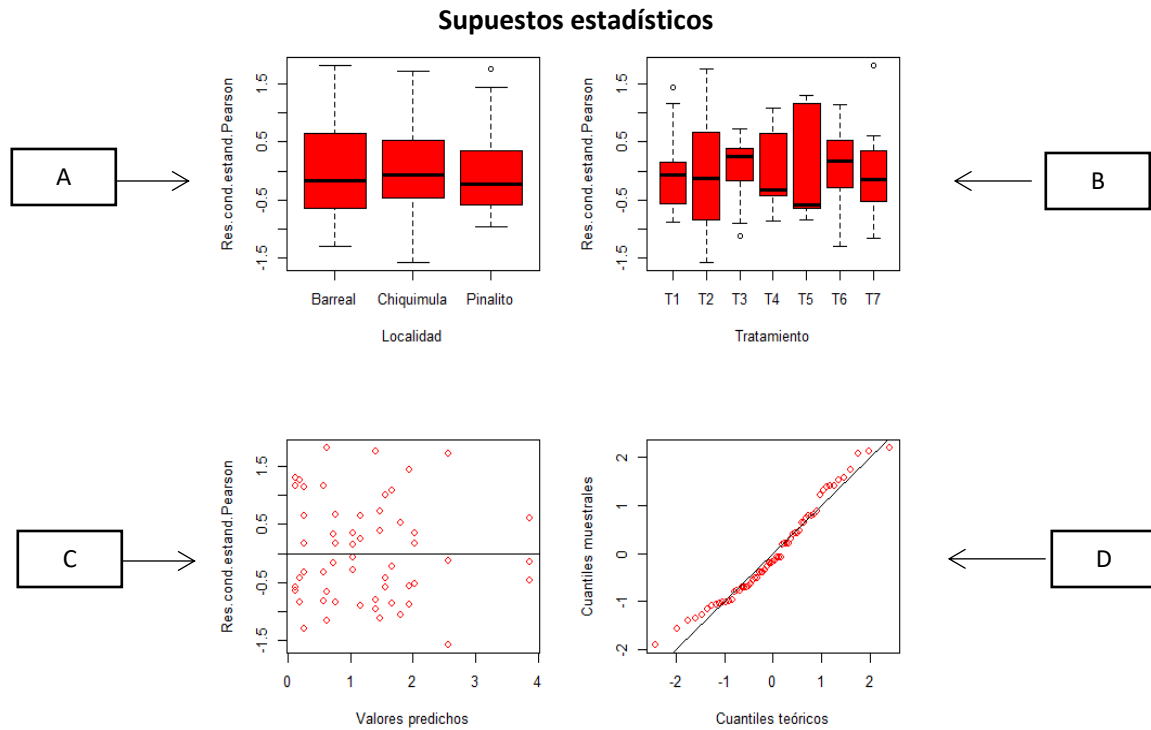 Supuestos estadísticos
A
Res.cond.estand.Pearson
1.5
0.5
-0.5
-1.5
Barreal Chiquimula Pinalito
Localidad
Res.cond.estand.Pearson
1.5
0.5
-0.5
-1.5
T1 T2 T3 T4 T5 T6 T7
Tratamiento
B
C
Res.cond.estand.Pearson
1.5
0.5
-0.5
-1.5
0 1 2 3 4
Valores predichos
Cuantiles muestrales
2
1
0
-1
-2
-2 -1 0 1 2
Cuantiles teóricos
D